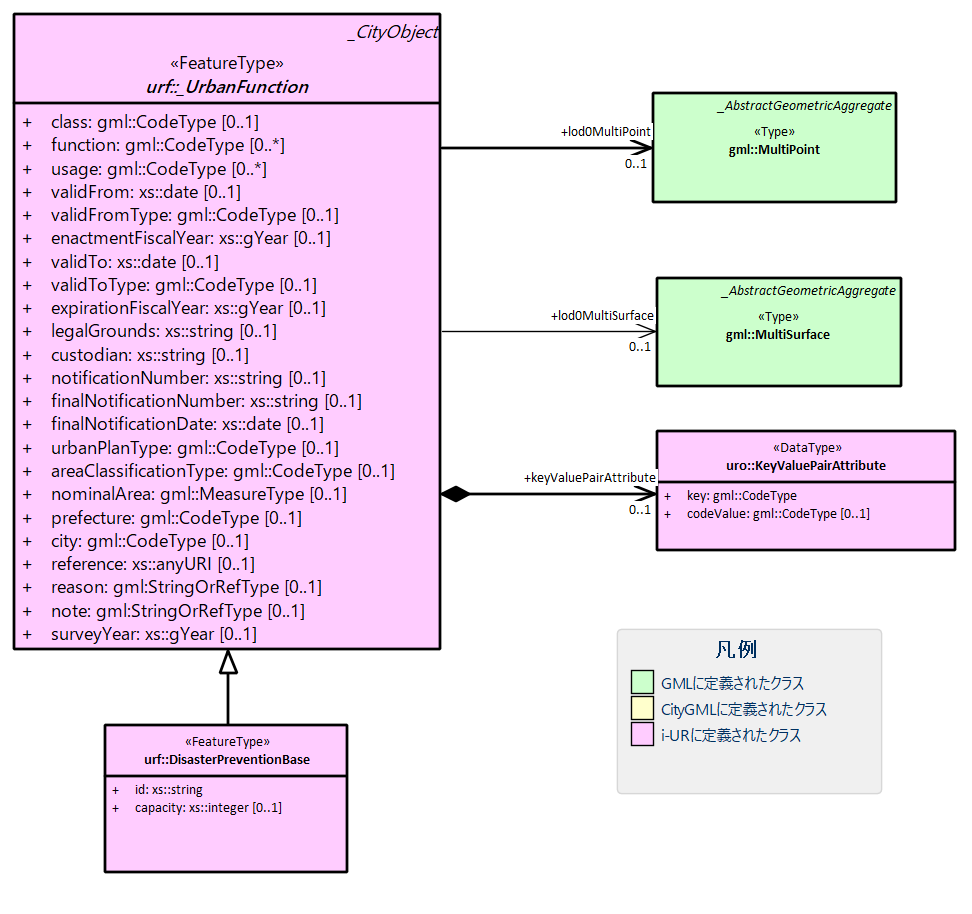 _CityObject
«FeatureType»
urf::_UrbanFunction
+ class: gml::CodeType [0..1]
+ function: gml::CodeType [0..*]
+ usage: gml::CodeType [0..*]
+ validFrom: xs::date [0..1]
+ validFromType: gml::CodeType [0..1]
+ enactmentFiscalYear: xs::gYear [0..1]
+ validTo: xs::date [0..1]
+ validToType: gml::CodeType [0..1]
+ expirationFiscalYear: xs::gYear [0..1]
+ legalGrounds: xs::string [0..1]
+ custodian: xs::string [0..1]
+ notificationNumber: xs::string [0..1]
+ finalNotificationNumber: xs::string [0..1]
+ finalNotificationDate: xs::date [0..1]
+ urbanPlanType: gml::CodeType [0..1]
+ areaClassificationType: gml::CodeType [0..1]
+ nominalArea: gml::MeasureType [0..1]
+ prefecture: gml::CodeType [0..1]
+ city: gml::CodeType [0..1]
+ reference: xs::anyURI [0..1]
+ reason: gml:StringOrRefType [0..1]
+ note: gml:StringOrRefType [0..1]
+ surveyYear: xs::gYear [0..1]
+lod0MultiPoint
0..1
_AbstractGeometricAggregate
«Type»
gml::MultiPoint
+lod0MultiSurface
0..1
_AbstractGeometricAggregate
«Type»
gml::MultiSurface
+keyValuePairAttribute
0..1
«DataType»
uro::KeyValuePairAttribute
+ key: gml::CodeType
+ codeValue: gml::CodeType [0..1]
«FeatureType»
urf::DisasterPreventionBase
+ id: xs::string
+ capacity: xs::integer [0..1]
凡例
GMLに定義されたクラス
CityGMLに定義されたクラス
i-URに定義されたクラス